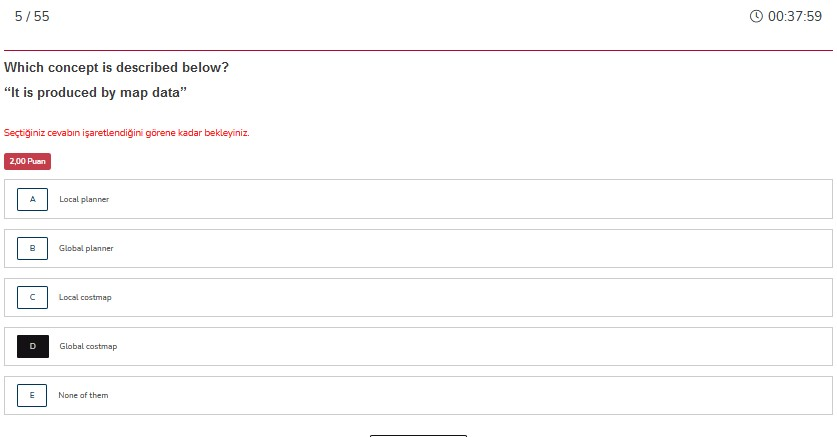 5 / 55
00:37:59
Which concept is described below?
“It is produced by map data”
Seçtiğiniz cevabın işaretlendiğini görene kadar bekleyiniz.
2,00 Puan
A Local planner
B Global planner
C Local costmap
D Global costmap
E None of them